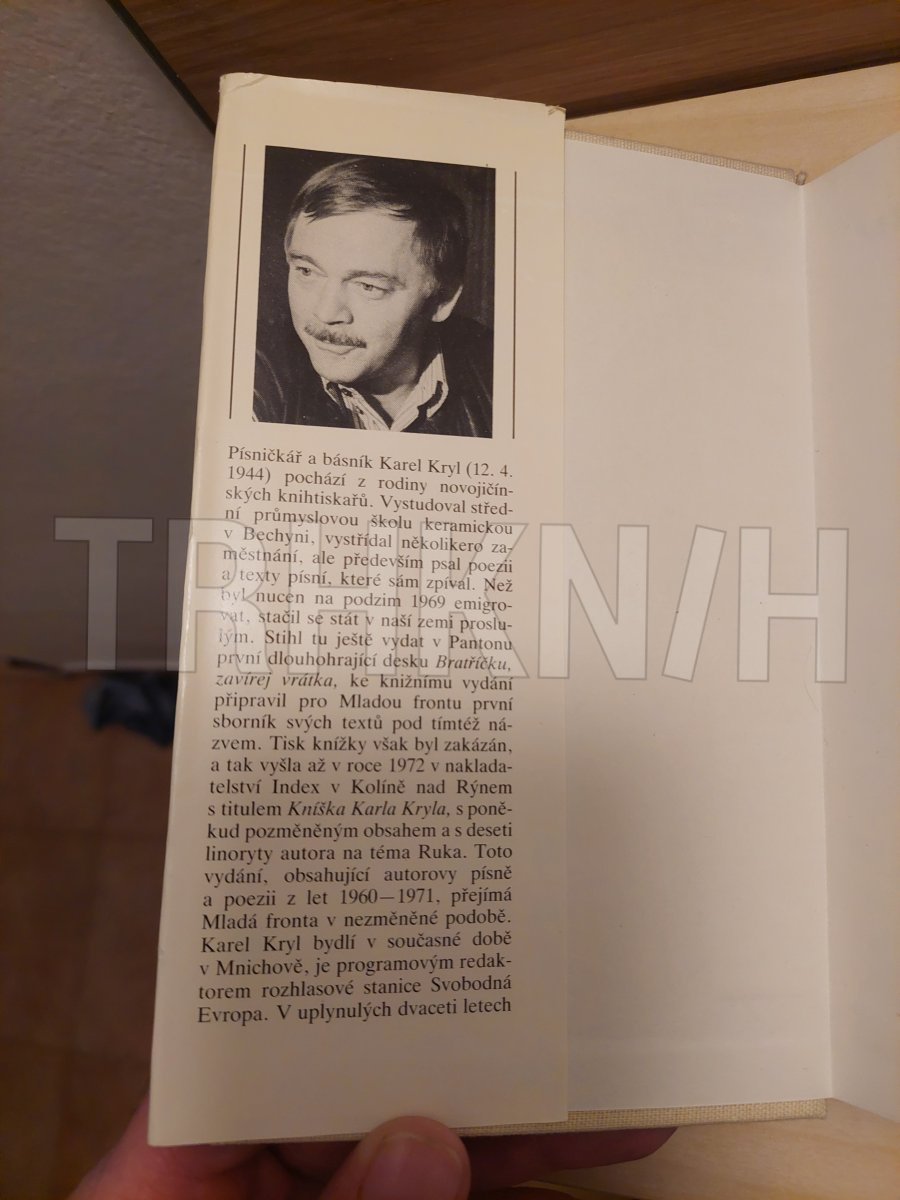 Písničkář a básník Karel Kryl (12. 4.
1944) pochází z rodiny novojičín-
ských knihtiskařů. Vystudoval střed-
ní průmyslovou školu keramickou
v Bechyni, vystřídal několikero za-
městnání, ale především psal poezii
a texty písní, které sám zpíval. Než
byl nucen na podzim 1969 emigro-
vat, stačil se stát v naší zemi proslu-
lým. Stihl tu ještě vydat v Pantonu
první dlouhohrající desku Bratříčku,
zavírej vrátka, ke knižnímu vydání
připravil pro Mladou frontu první
sborník svých textů pod tímtéž ná-
zvem. Tisk knížky však byl zakázán,
a tak vyšla až v roce 1972 v naklada-
telství Index v Kolíně nad Rýnem
s titulem Kníška Karla Kryla, s poně-
kud pozměněným obsahem a s deseti
linoryty autora na téma Ruka. Toto
vydání, obsahující autorovy písně
a poezii z let 1960—1971, přejímá
Mladá fronta v nezměněné podobě.
Karel Kryl bydlí v současné době
v Mnichově, je programovým redak-
torem rozhlasové stanice Svobodná
Evropa. V uplynulých dvaceti letech
TRHKN/H